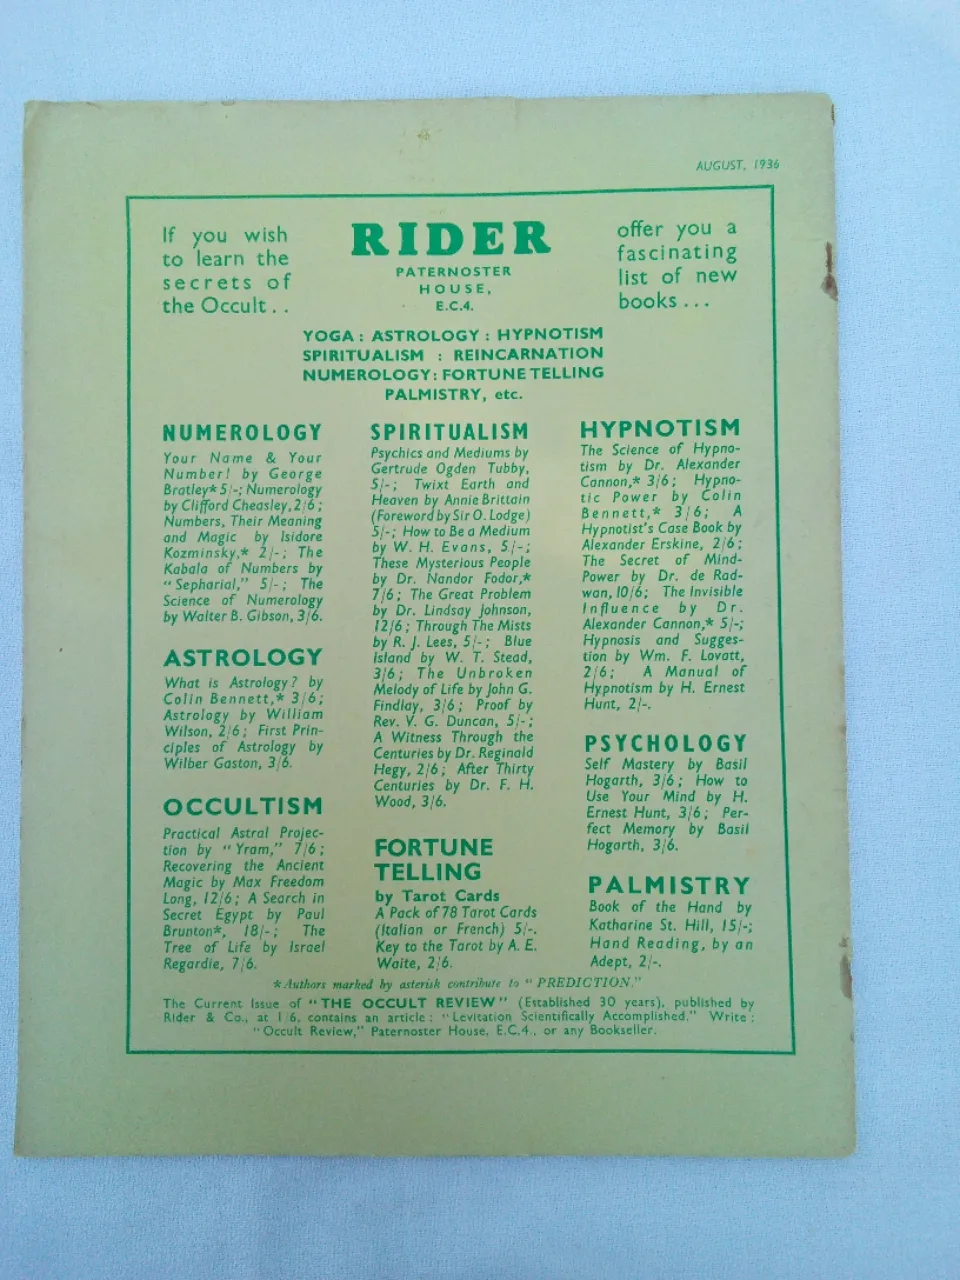 AUGUST, 1936
If you wish
to learn the
secrets of
the Occult . .
RIDER
PATERNOSTER
HOUSE,
E.C.4.
offer you a
fascinating
list of new
books . . .
YOGA : ASTROLOGY : HYPNOTISM
SPIRITUALISM : REINCARNATION
NUMEROLOGY : FORTUNE TELLING
PALMISTRY, etc.
NUMEROLOGY
Your Name & Your
Number! by George
Bratley* 5/-; Numerology
by Clifford Cheasley, 2/6;
Numbers, Their Meaning
and Magic by Isidore
Kozminsky,* 2/-; The
Kabala of Numbers by
"Sepharial," 5/-; The
Science of Numerology
by Walter B. Gibson, 3/6.
ASTROLOGY
What is Astrology? by
Colin Bennett,* 3/6;
Astrology by William
Wilson, 2/6; First Prin-
ciples of Astrology by
Wilber Gaston, 3/6.
OCCULTISM
Practical Astral Projec-
tion by "Yram," 7/6;
Recovering the Ancient
Magic by Max Freedom
Long, 12/6; A Search in
Secret Egypt by Paul
Brunton*, 18/-; The
Tree of Life by Israel
Regardie, 7/6.
SPIRITUALISM
Psychics and Mediums by
Gertrude Ogden Tubby,
5/-; Twixt Earth and
Heaven by Annie Brittain
(Foreword by Sir O. Lodge)
5/-; How to Be a Medium
by W. H. Evans, 5/-;
These Mysterious People
by Dr. Nandor Fodor,*
7/6; The Great Problem
by Dr. Lindsay Johnson,
12/6; Through The Mists
by R. J. Lees, 5/-; Blue
Island by W. T. Stead,
3/6; The Unbroken
Melody of Life by John G.
Findlay, 3/6; Proof by
Rev. V. G. Duncan, 5/-;
A Witness Through the
Centuries by Dr. Reginald
Hegy, 2/6; After Thirty
Centuries by Dr. F. H.
Wood, 3/6.
FORTUNE
TELLING
by Tarot Cards
A Pack of 78 Tarot Cards
(Italian or French) 5/-.
Key to the Tarot by A. E.
Waite, 2/6.
HYPNOTISM
The Science of Hypno-
tism by Dr. Alexander
Cannon,* 3/6; Hypno-
tic Power by Colin
Bennett,* 3/6; A
Hypnotist's Case Book by
Alexander Erskine, 2/6;
The Secret of Mind-
Power by Dr. de Rad-
wan, 10/6; The Invisible
Influence by Dr.
Alexander Cannon,* 5/-;
Hypnosis and Sugges-
tion by Wm. F. Lovatt,
2/6; A Manual of
Hypnotism by H. Ernest
Hunt, 2/-.
PSYCHOLOGY
Self Mastery by Basil
Hogarth, 3/6; How to
Use Your Mind by H.
Ernest Hunt, 3/6; Per-
fect Memory by Basil
Hogarth, 3/6.
PALMISTRY
Book of the Hand by
Katharine St. Hill, 15/-;
Hand Reading, by an
Adept, 2/-.
*Authors marked by asterisk contribute to "PREDICTION."
The Current Issue of "THE OCCULT REVIEW" (Established 30 years), published by
Rider & Co., at 1/6, contains an article: "Levitation Scientifically Accomplished." Write:
"Occult Review," Paternoster House, E.C.4., or any Bookseller.